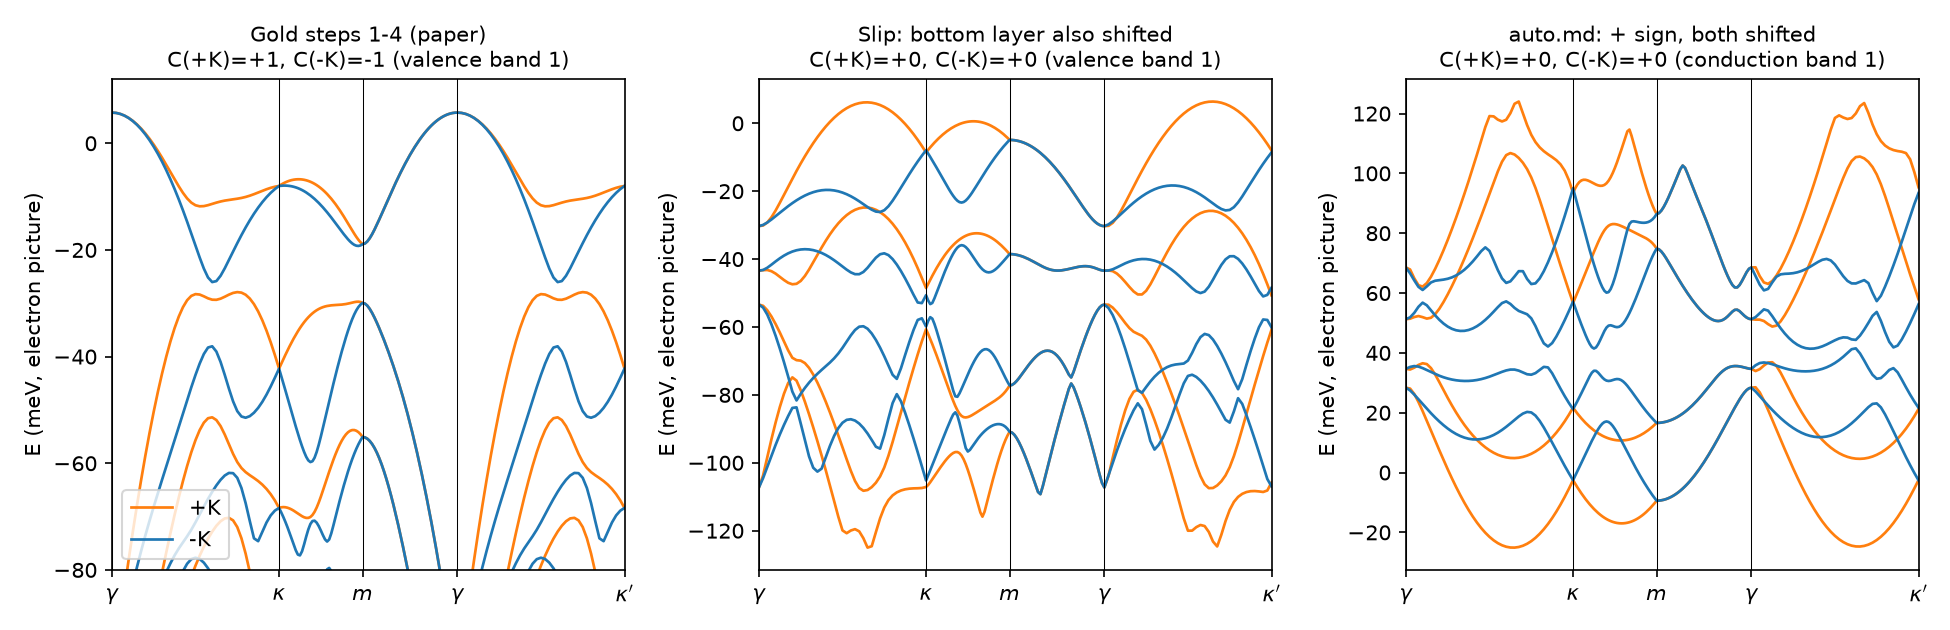 Gold steps 1-4 (paper)
C(+K)=+1, C(-K)=-1 (valence band 1)
E (meV, electron picture)
0
−20
−40
−60
−80
+K
-K
γ
κ
m
γ
κ′
Slip: bottom layer also shifted
C(+K)=+0, C(-K)=+0 (valence band 1)
E (meV, electron picture)
0
−20
−40
−60
−80
−100
−120
γ
κ
m
γ
κ′
auto.md: + sign, both shifted
C(+K)=+0, C(-K)=+0 (conduction band 1)
E (meV, electron picture)
120
100
80
60
40
20
0
−20
γ
κ
m
γ
κ′